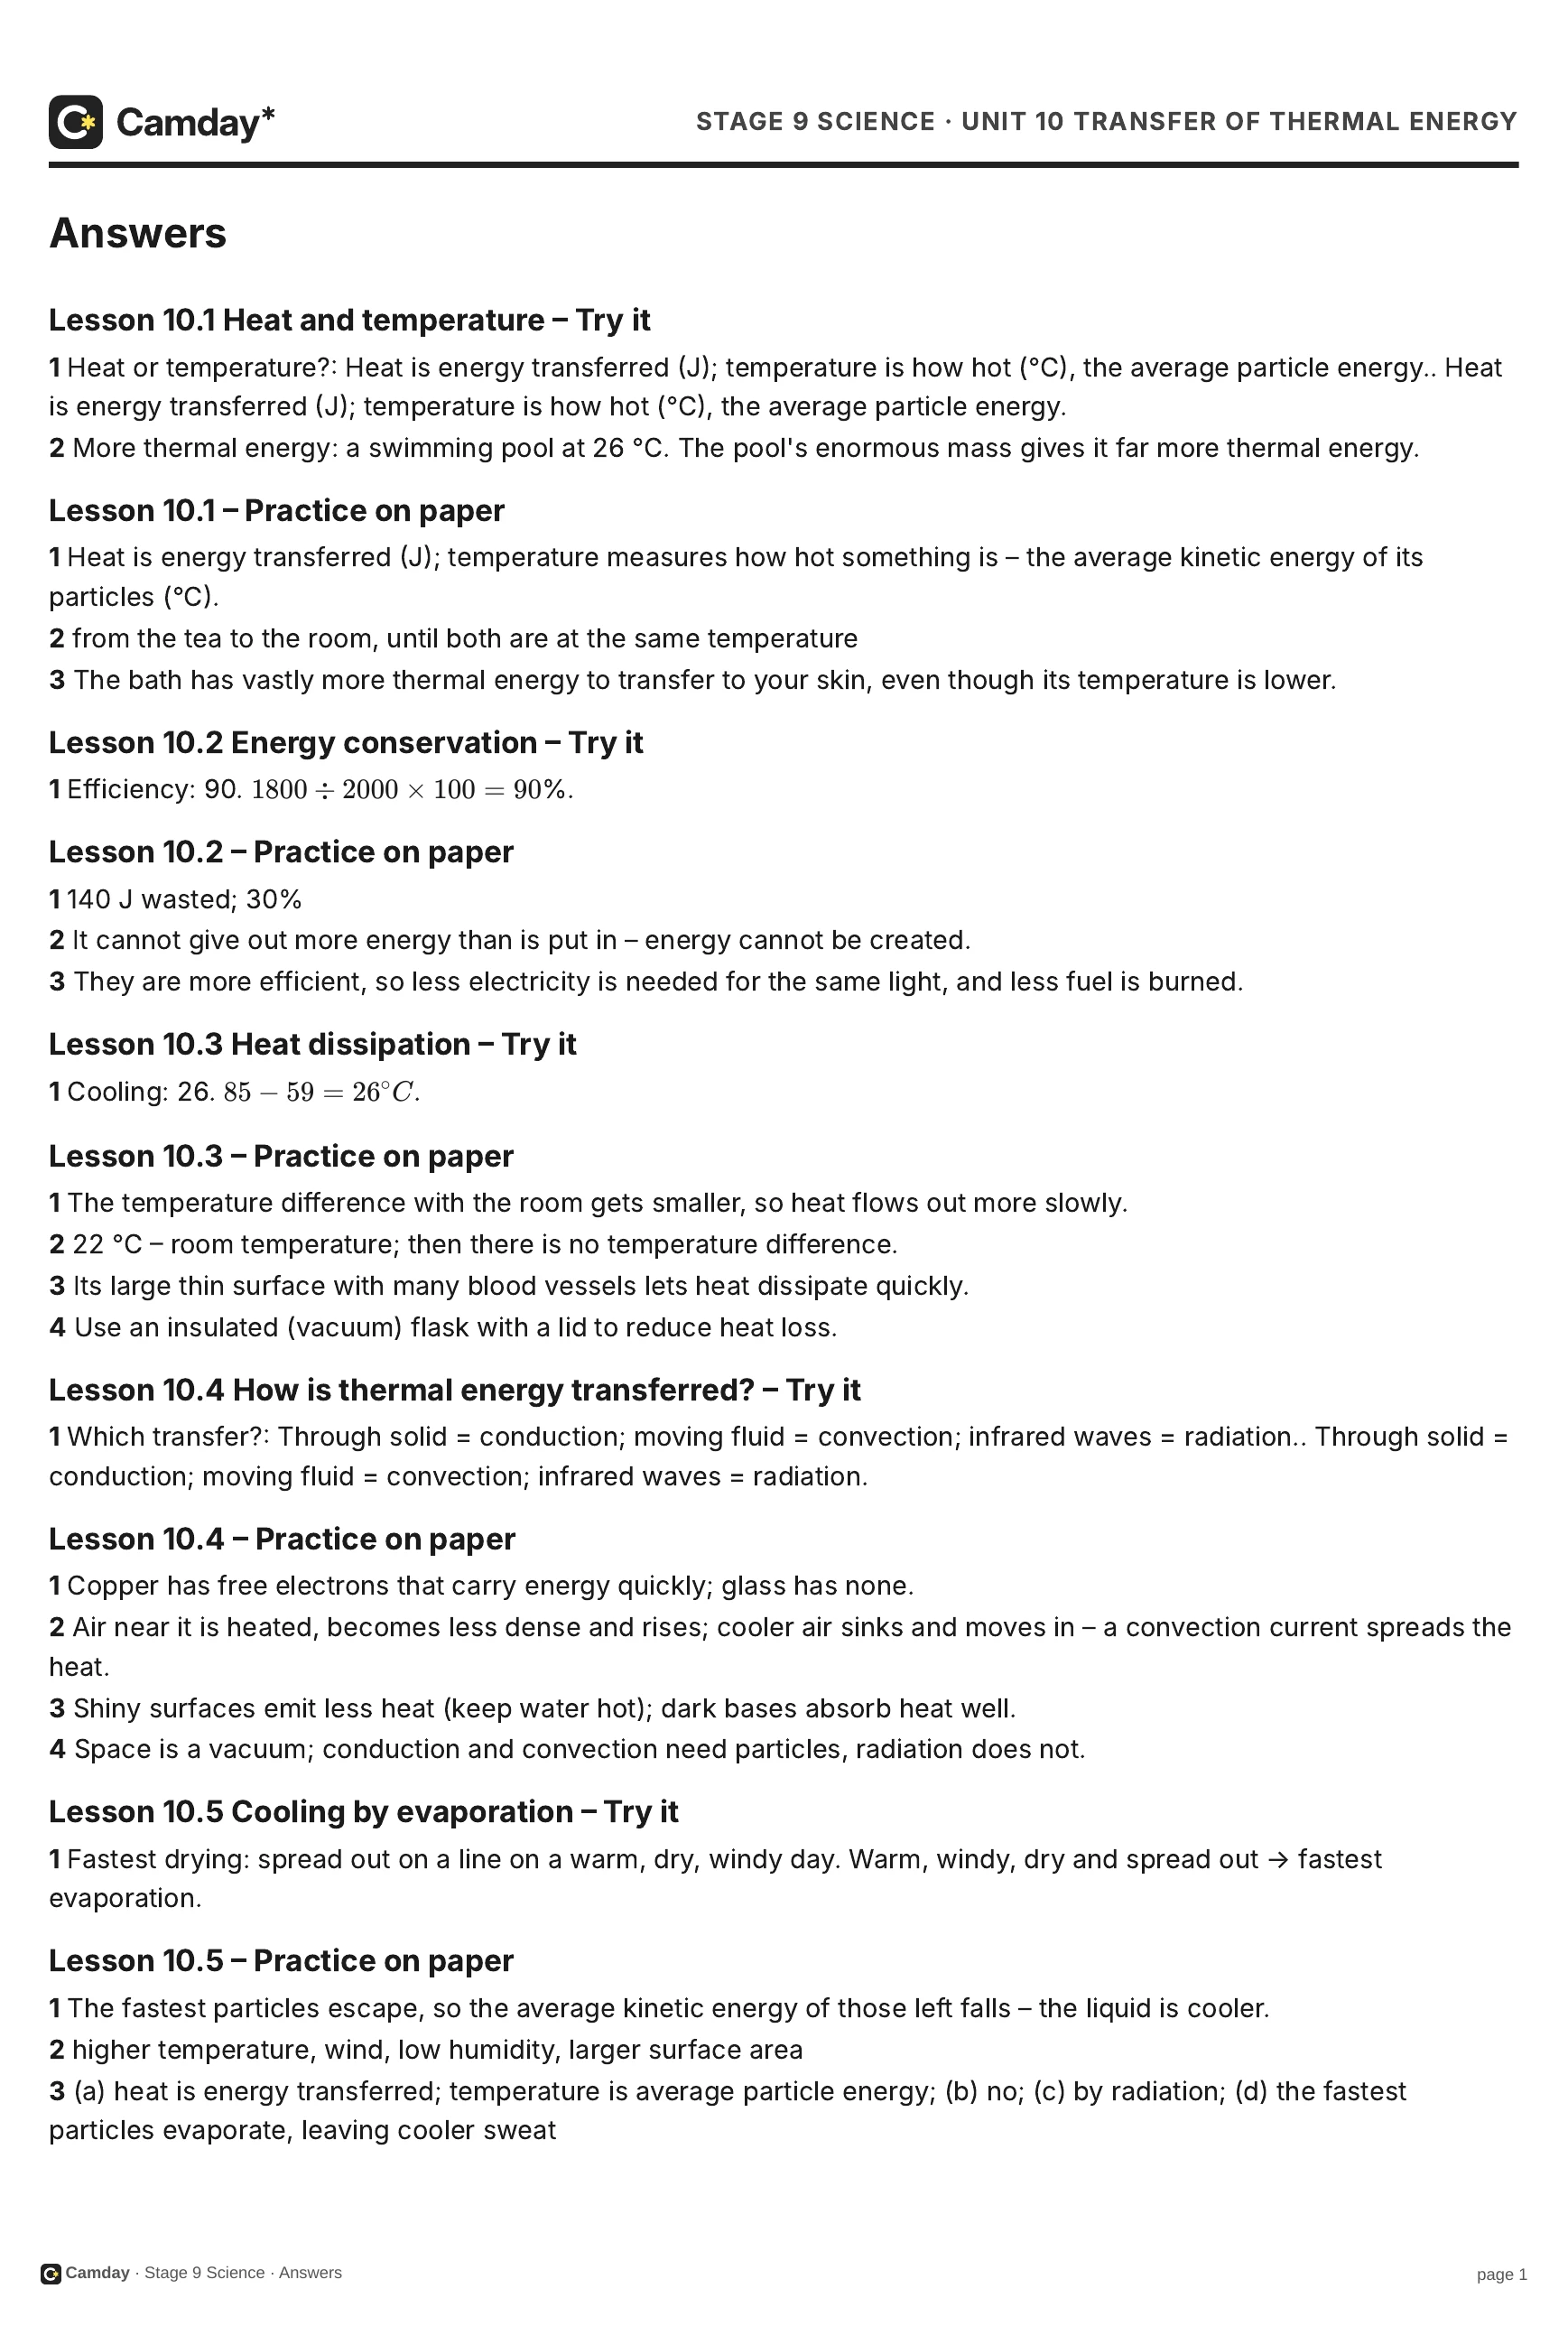 Camday*
STAGE 9 SCIENCE · UNIT 10 TRANSFER OF THERMAL ENERGY
Answers
Lesson 10.1 Heat and temperature – Try it
1 Heat or temperature?: Heat is energy transferred (J); temperature is how hot (°C), the average particle energy.. Heat
is energy transferred (J); temperature is how hot (°C), the average particle energy.
2 More thermal energy: a swimming pool at 26 °C. The pool's enormous mass gives it far more thermal energy.
Lesson 10.1 – Practice on paper
1 Heat is energy transferred (J); temperature measures how hot something is – the average kinetic energy of its
particles (°C).
2 from the tea to the room, until both are at the same temperature
3 The bath has vastly more thermal energy to transfer to your skin, even though its temperature is lower.
Lesson 10.2 Energy conservation – Try it
1 Efficiency: 90. 1800 ÷ 2000 × 100 = 90%.
Lesson 10.2 – Practice on paper
1 140 J wasted; 30%
2 It cannot give out more energy than is put in – energy cannot be created.
3 They are more efficient, so less electricity is needed for the same light, and less fuel is burned.
Lesson 10.3 Heat dissipation – Try it
1 Cooling: 26. 85 − 59 = 26°C.
Lesson 10.3 – Practice on paper
1 The temperature difference with the room gets smaller, so heat flows out more slowly.
2 22 °C – room temperature; then there is no temperature difference.
3 Its large thin surface with many blood vessels lets heat dissipate quickly.
4 Use an insulated (vacuum) flask with a lid to reduce heat loss.
Lesson 10.4 How is thermal energy transferred? – Try it
1 Which transfer?: Through solid = conduction; moving fluid = convection; infrared waves = radiation.. Through solid =
conduction; moving fluid = convection; infrared waves = radiation.
Lesson 10.4 – Practice on paper
1 Copper has free electrons that carry energy quickly; glass has none.
2 Air near it is heated, becomes less dense and rises; cooler air sinks and moves in – a convection current spreads the
heat.
3 Shiny surfaces emit less heat (keep water hot); dark bases absorb heat well.
4 Space is a vacuum; conduction and convection need particles, radiation does not.
Lesson 10.5 Cooling by evaporation – Try it
1 Fastest drying: spread out on a line on a warm, dry, windy day. Warm, windy, dry and spread out → fastest
evaporation.
Lesson 10.5 – Practice on paper
1 The fastest particles escape, so the average kinetic energy of those left falls – the liquid is cooler.
2 higher temperature, wind, low humidity, larger surface area
3 (a) heat is energy transferred; temperature is average particle energy; (b) no; (c) by radiation; (d) the fastest
particles evaporate, leaving cooler sweat
Camday · Stage 9 Science · Answers
page 1